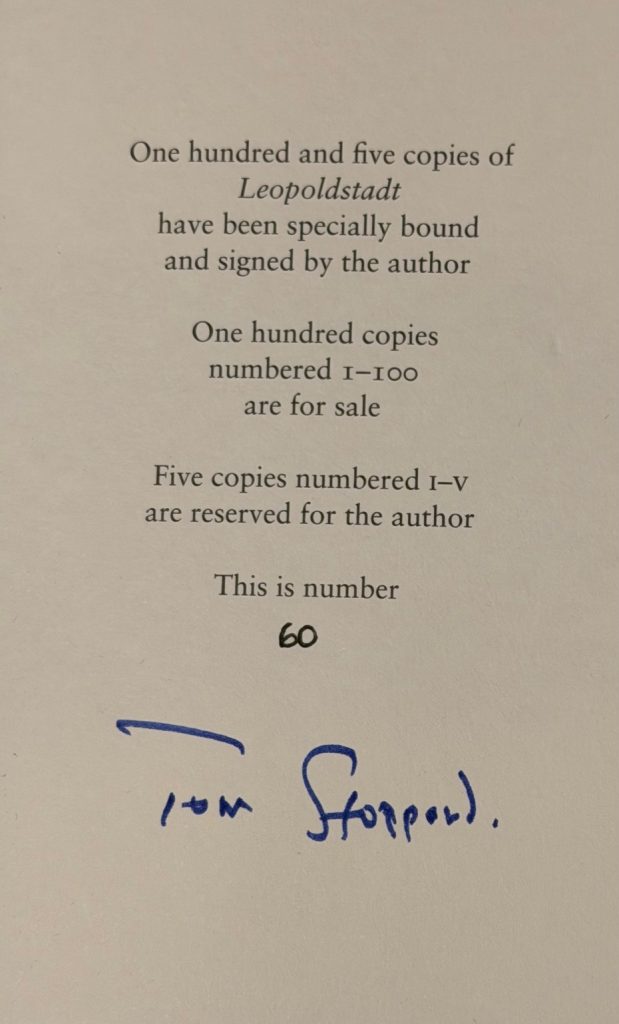 One hundred and five copies of
Leopoldstadt
have been specially bound
and signed by the author
One hundred copies
numbered 1–100
are for sale
Five copies numbered I–V
are reserved for the author
This is number
60
Tom Stoppard.